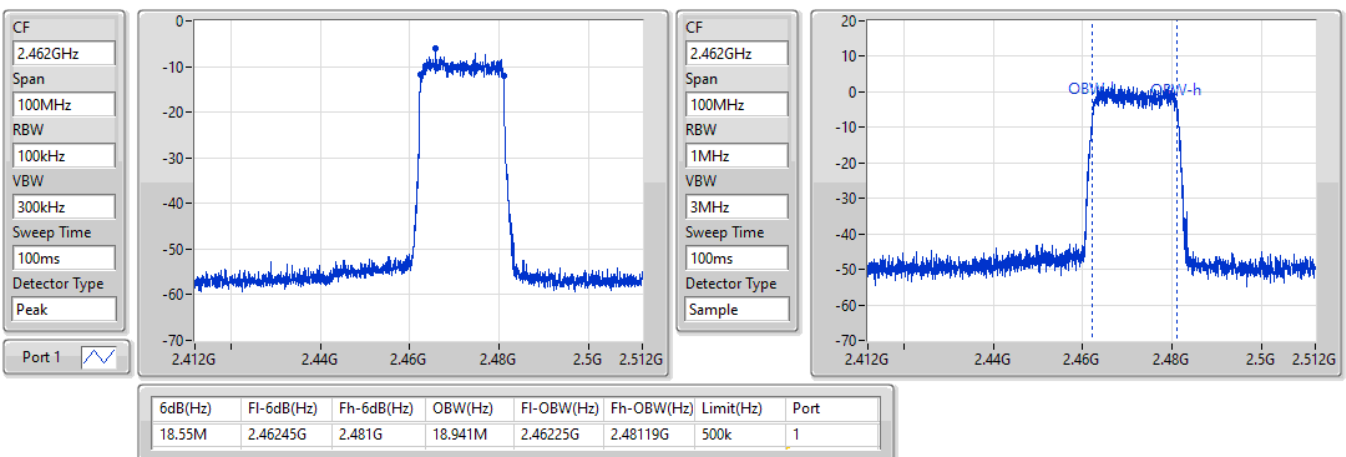 CF
2.462GHz
Span
100MHz
RBW
100kHz
VBW
300kHz
Sweep Time
100ms
Detector Type
Peak
Port 1
0
-10
-20
-30
-40
-50
-60
-70
2.412G 2.44G 2.46G 2.48G 2.5G 2.512G
CF
2.462GHz
Span
100MHz
RBW
1MHz
VBW
3MHz
Sweep Time
100ms
Detector Type
Sample
20
10
0
-10
-20
-30
-40
-50
-60
-70
OBW-h
2.412G 2.44G 2.46G 2.48G 2.5G 2.512G
6dB(Hz) Fl-6dB(Hz) Fh-6dB(Hz) OBW(Hz) Fl-OBW(Hz) Fh-OBW(Hz) Limit(Hz) Port
18.55M 2.46245G 2.481G 18.941M 2.46225G 2.48119G 500k 1